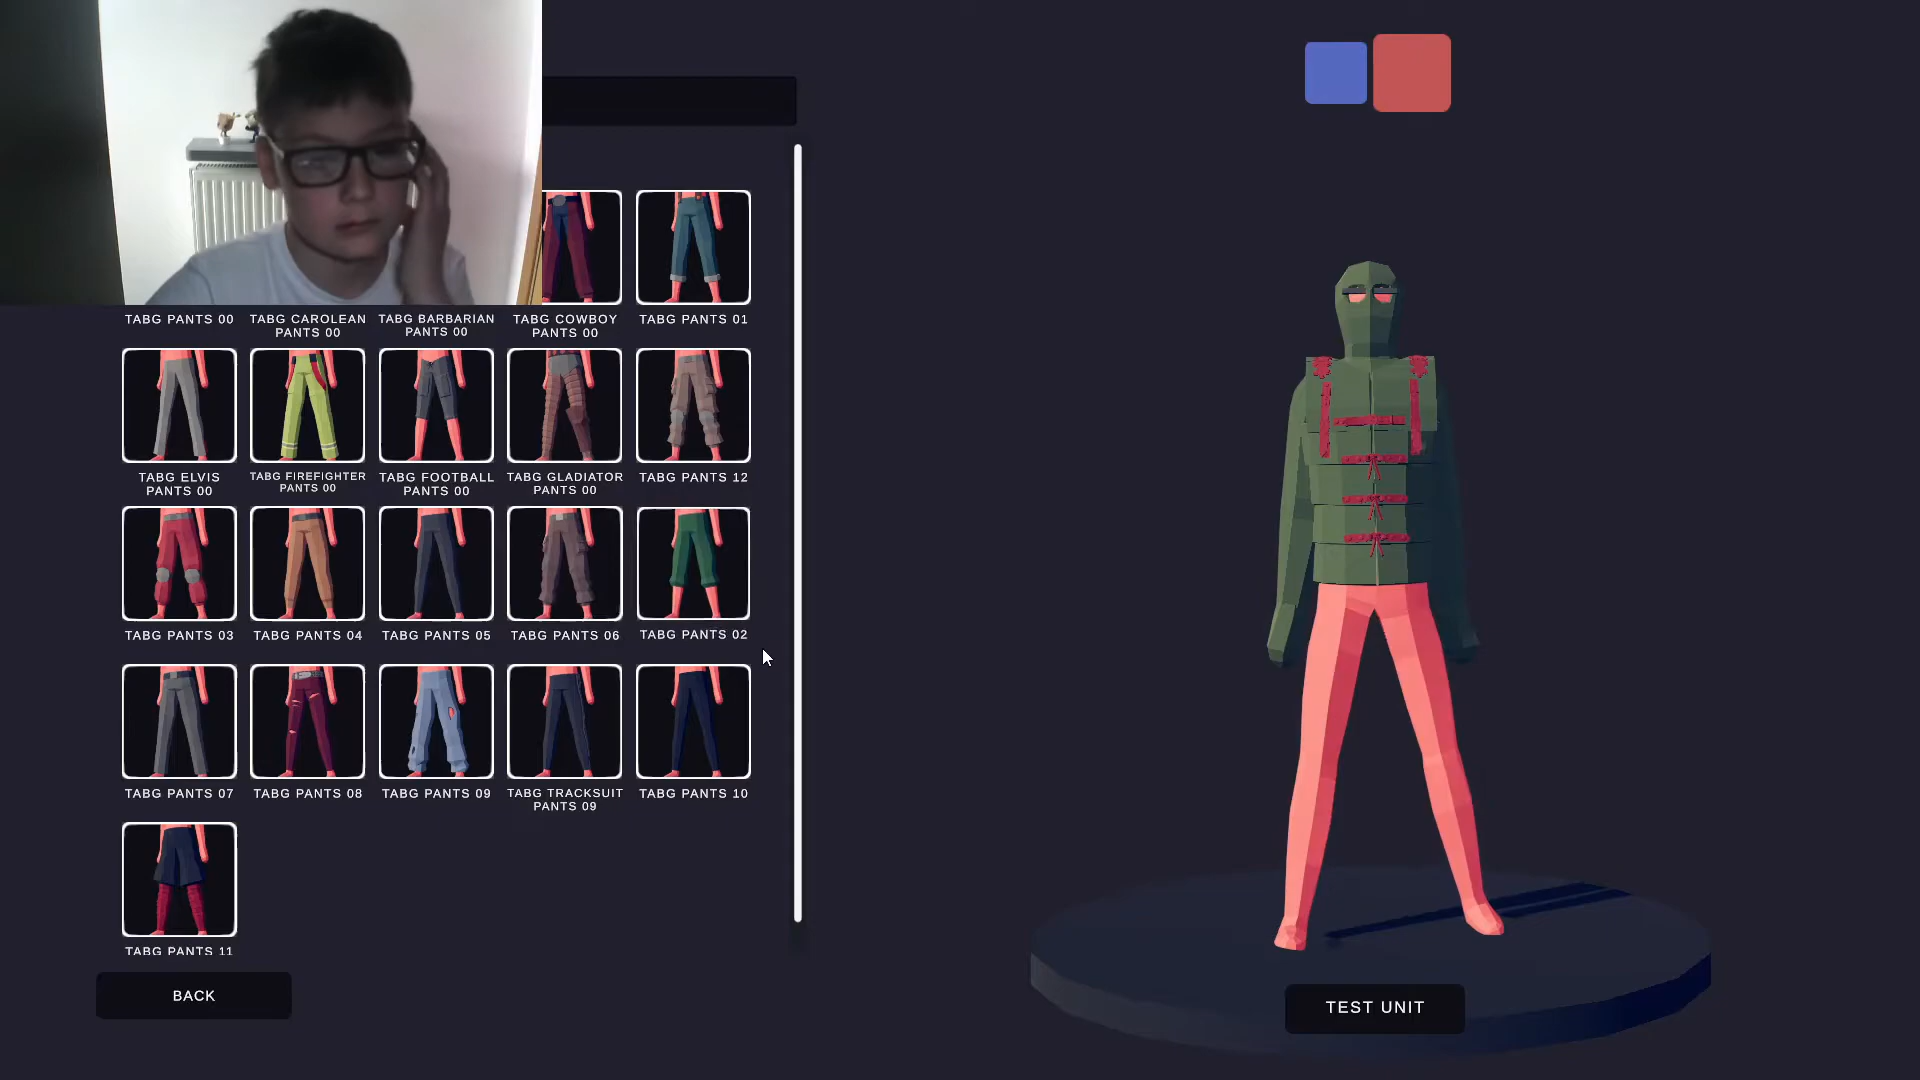 TABG PANTS 00
TABG CAROLEAN
PANTS 00
TABG BARBARIAN
PANTS 00
TABG COWBOY
PANTS 00
TABG PANTS 01
TABG ELVIS
PANTS 00
TABG FIREFIGHTER
PANTS 00
TABG FOOTBALL
PANTS 00
TABG GLADIATOR
PANTS 00
TABG PANTS 12
TABG PANTS 03
TABG PANTS 04
TABG PANTS 05
TABG PANTS 06
TABG PANTS 02
TABG PANTS 07
TABG PANTS 08
TABG PANTS 09
TABG TRACKSUIT
PANTS 09
TABG PANTS 10
TABG PANTS 11
BACK
TEST UNIT